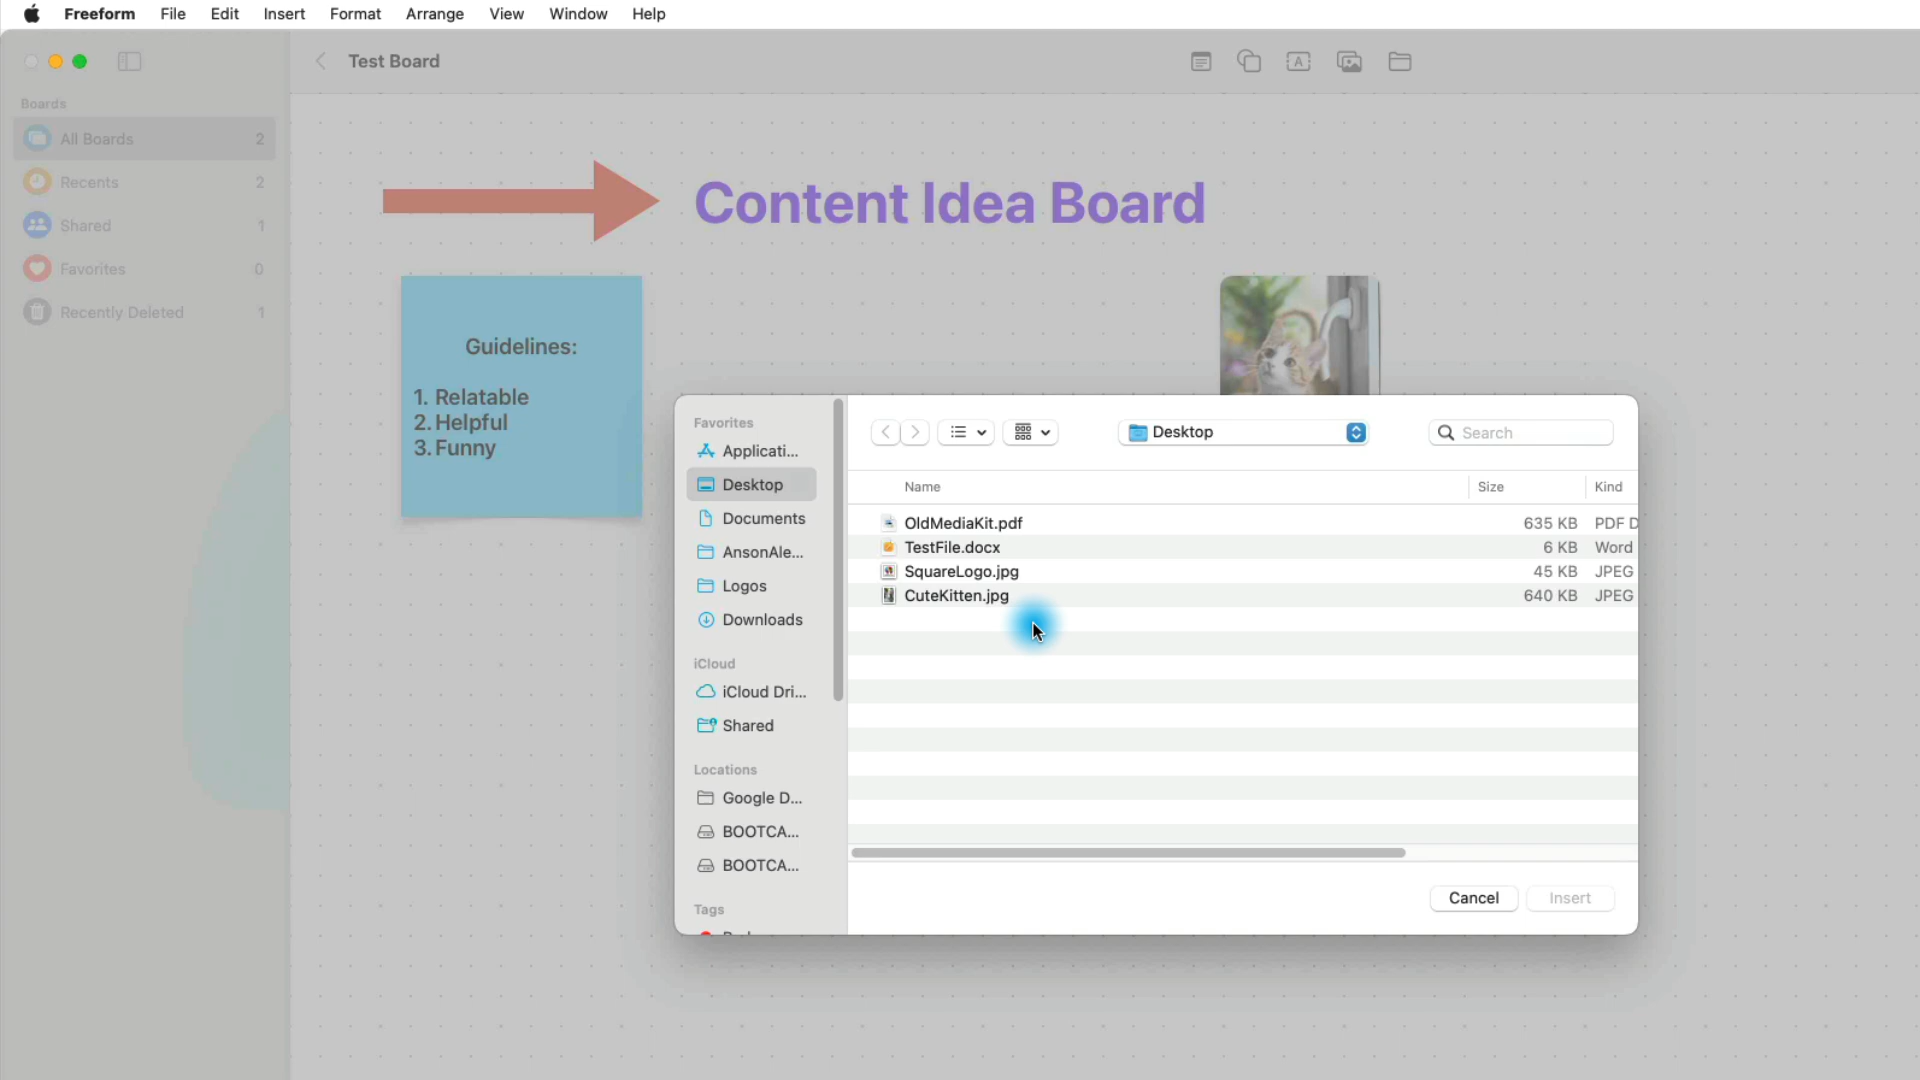 Freeform File Edit Insert Format Arrange View Window Help
Test Board
Boards
All Boards 2
Recents 2
Shared 1
Favorites 0
Recently Deleted 1
Content Idea Board
Guidelines:
1. Relatable
2. Helpful
3. Funny
Favorites
Applicati...
Desktop
Documents
AnsonAle...
Logos
Downloads
iCloud
iCloud Dri...
Shared
Locations
Google D...
BOOTCA...
BOOTCA...
Tags
Desktop
Search
Name Size Kind
OldMediaKit.pdf 635 KB PDF D
TestFile.docx 6 KB Word
SquareLogo.jpg 45 KB JPEG
CuteKitten.jpg 640 KB JPEG
Cancel Insert